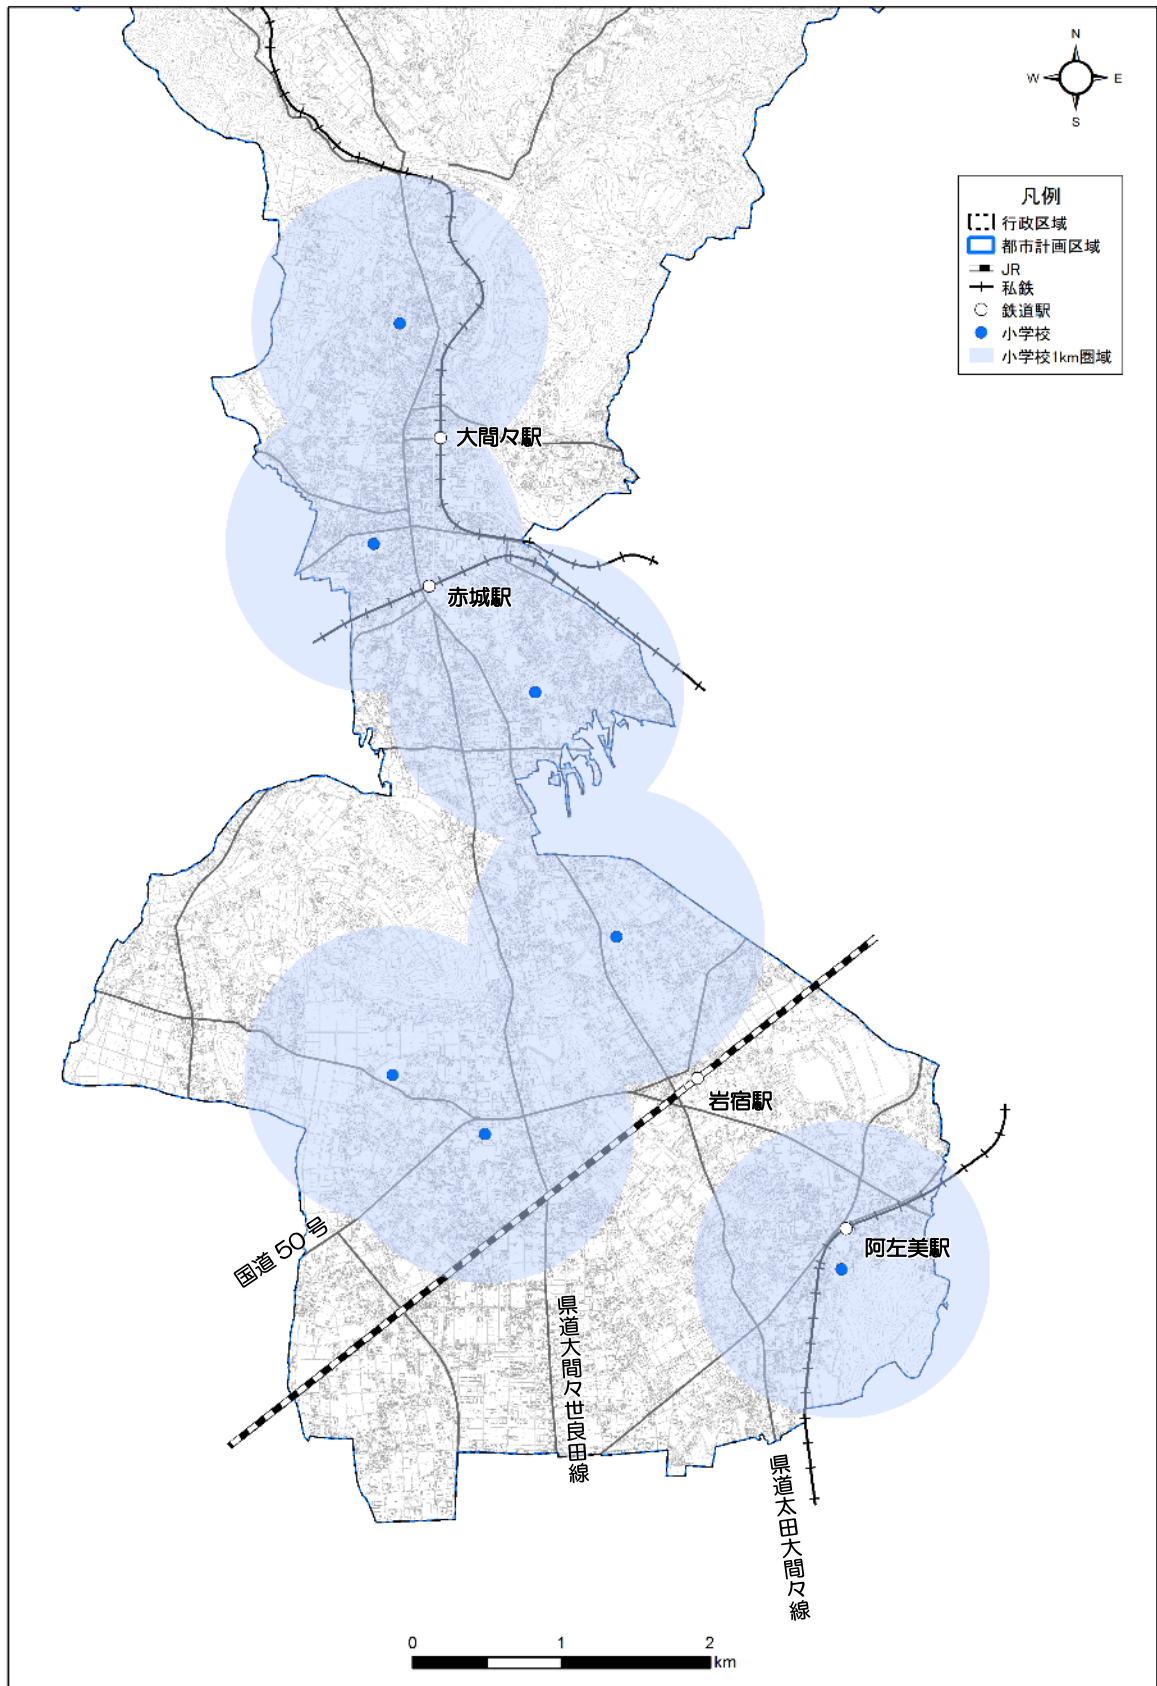 N
W
E
S
凡例
行政区域
都市計画区域
JR
私鉄
鉄道駅
小学校
小学校1km圏域
大間々駅
赤城駅
岩宿駅
阿左美駅
国道50号
県道大間々世良田線
県道太田大間々線
0
1
2
km